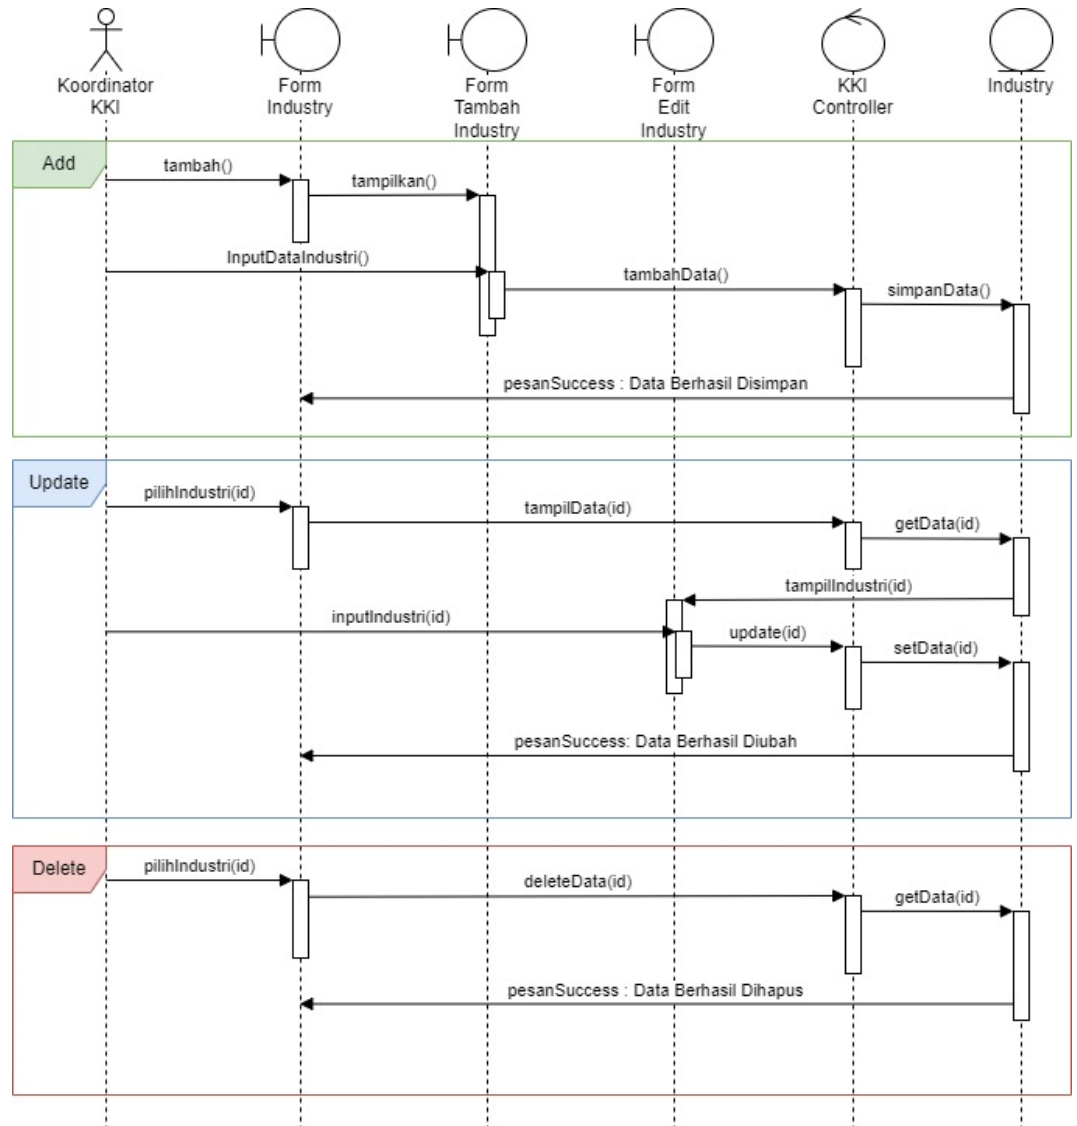 Koordinator
KKI
Form
Industry
Form
Tambah
Industry
Form
Edit
Industry
KKI
Controller
Industry
Add
tambah()
tampilkan()
InputDataIndustri()
tambahData()
simpanData()
pesanSuccess : Data Berhasil Disimpan
Update
pilihIndustri(id)
tampilData(id)
getData(id)
tampilIndustri(id)
inputIndustri(id)
update(id)
setData(id)
pesanSuccess: Data Berhasil Diubah
Delete
pilihIndustri(id)
deleteData(id)
getData(id)
pesanSuccess : Data Berhasil Dihapus